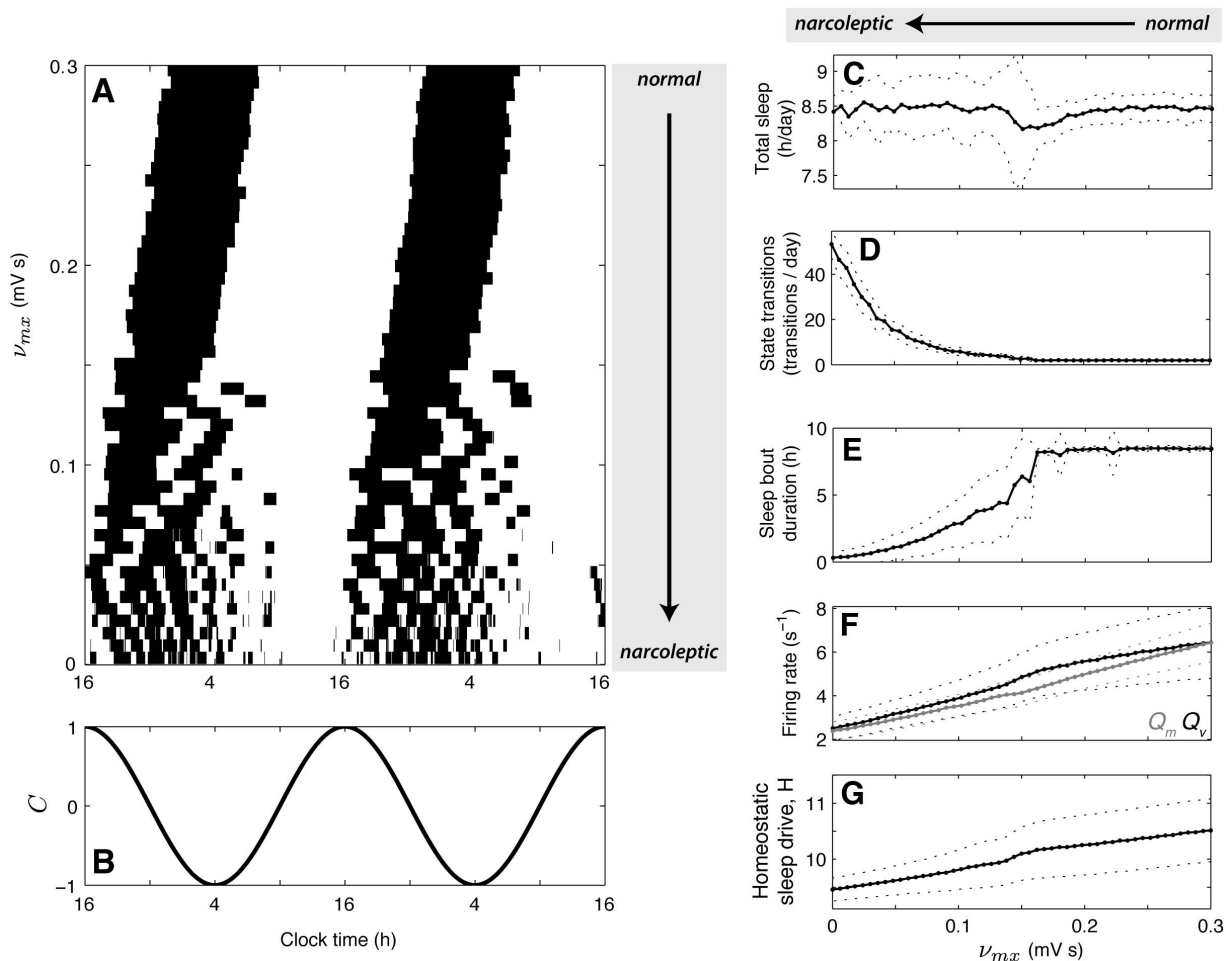 narcoleptic normal
A
0.3
0.2
0.1
0
ν_mx (mV s)
16 4 16 4 16
normal
narcoleptic
B
1
0
−1
C
16 4 16 4 16
Clock time (h)
C
9
8.5
8
7.5
Total sleep
(h/day)
D
40
20
0
State transitions
(transitions / day)
E
10
5
0
Sleep bout
duration (h)
F
8
6
4
2
Firing rate (s⁻¹)
Q_m Q_v
G
11
10
Homeostatic
sleep drive, H
0 0.1 0.2 0.3
ν_mx (mV s)